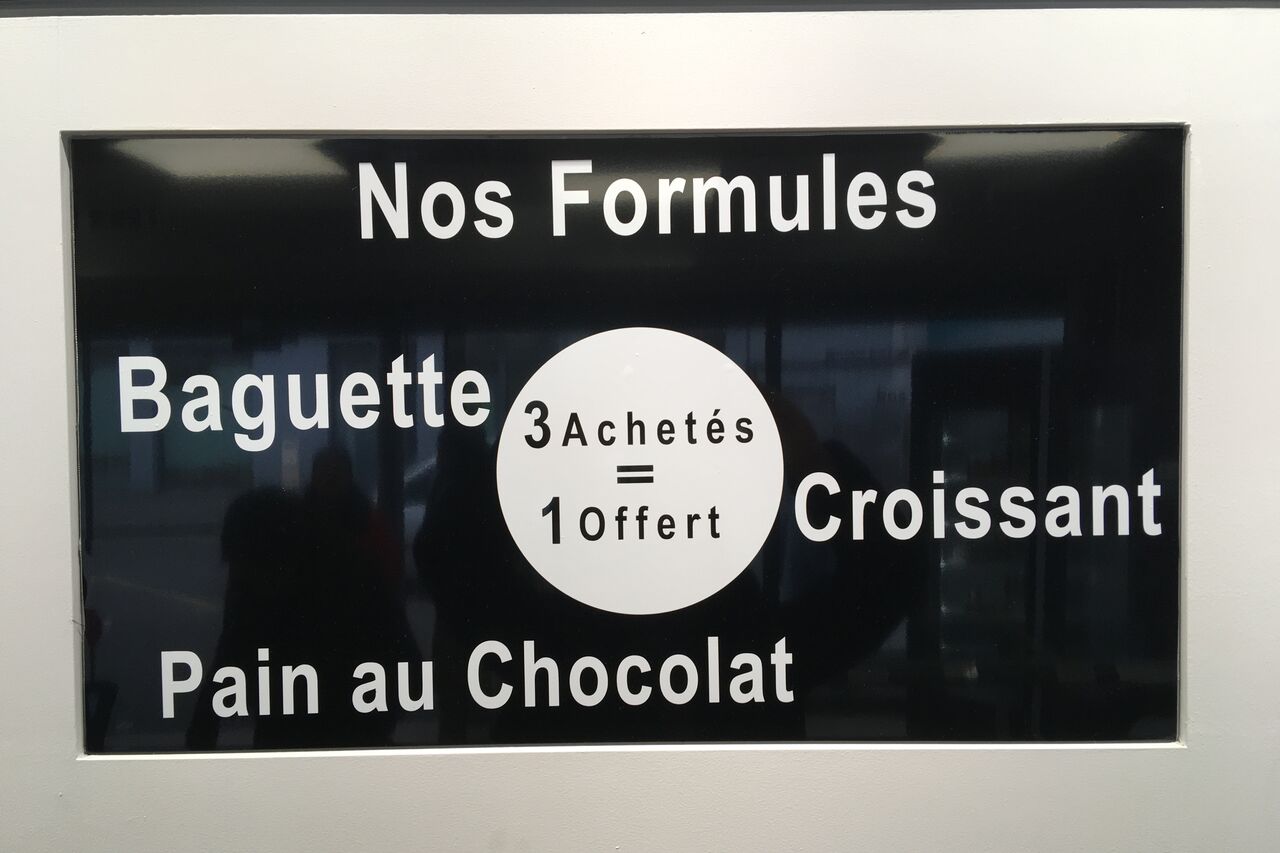 Nos Formules
Baguette
3 Achetés
=
1 Offert
Croissant
Pain au Chocolat